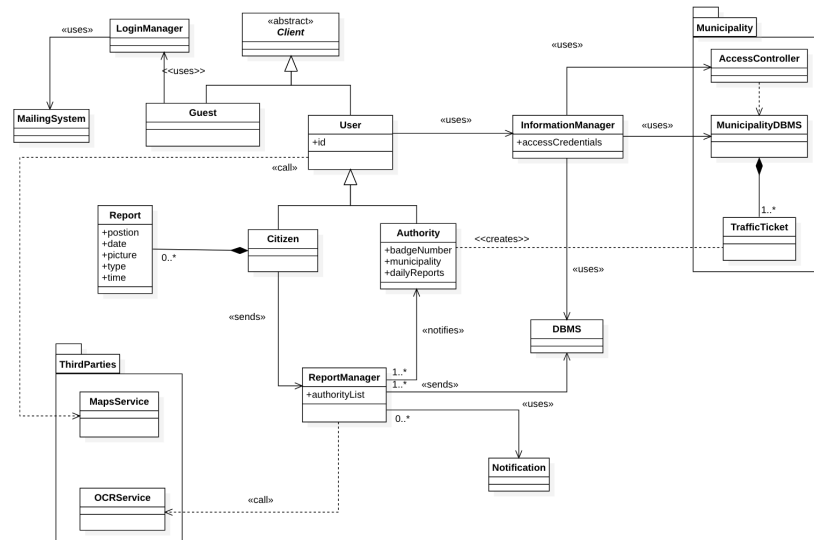 «abstract»
Client
LoginManager
«uses»
<<uses>>
MailingSystem
Guest
User
+id
«uses»
InformationManager
+accessCredentials
«uses»
«uses»
«uses»
Municipality
AccessController
MunicipalityDBMS
1..*
TrafficTicket
«call»
Report
+postion
+date
+picture
+type
+time
0..*
Citizen
Authority
+badgeNumber
+municipality
+dailyReports
<<creates>>
«sends»
«notifies»
DBMS
ReportManager
+authorityList
1..*
1..*
«sends»
0..*
«uses»
Notification
ThirdParties
MapsService
OCRService
«call»